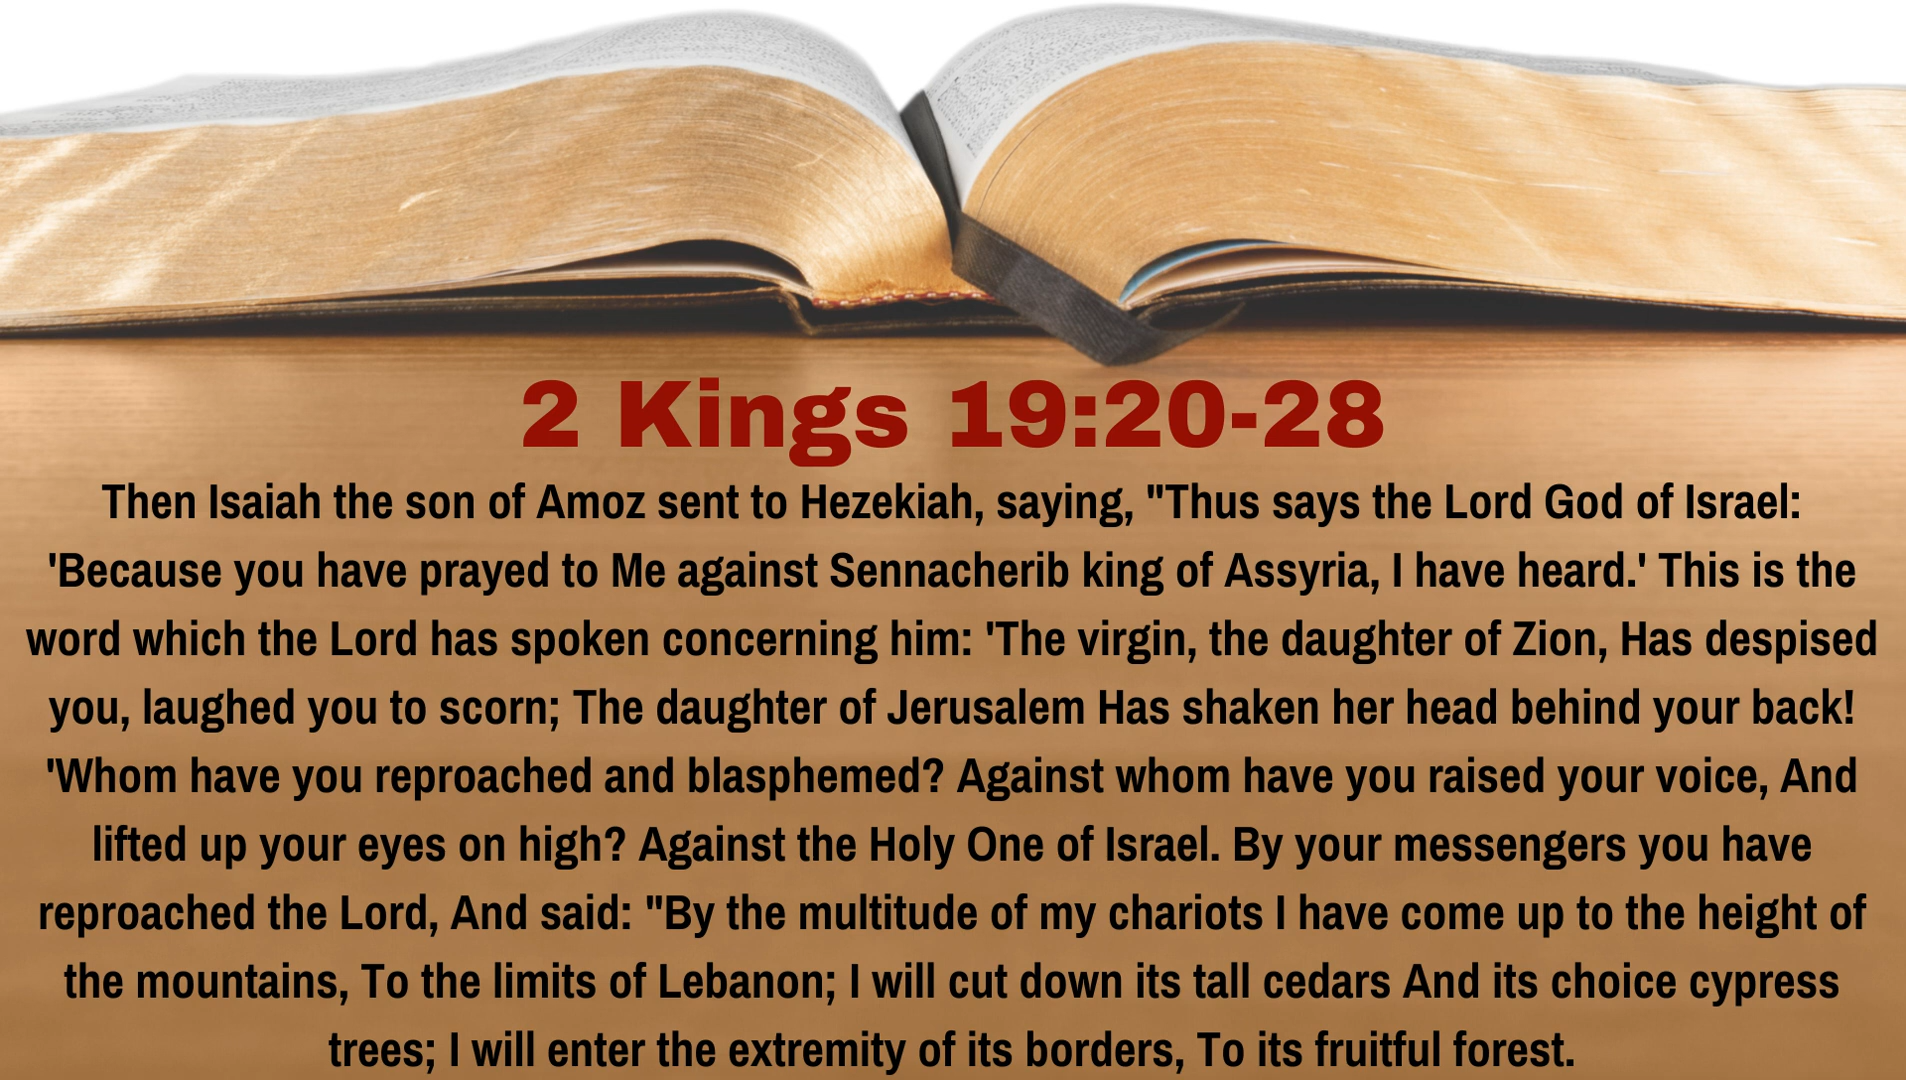 2 Kings 19:20-28
Then Isaiah the son of Amoz sent to Hezekiah, saying, "Thus says the Lord God of Israel:
'Because you have prayed to Me against Sennacherib king of Assyria, I have heard.' This is the
word which the Lord has spoken concerning him: 'The virgin, the daughter of Zion, Has despised
you, laughed you to scorn; The daughter of Jerusalem Has shaken her head behind your back!
'Whom have you reproached and blasphemed? Against whom have you raised your voice, And
lifted up your eyes on high? Against the Holy One of Israel. By your messengers you have
reproached the Lord, And said: "By the multitude of my chariots I have come up to the height of
the mountains, To the limits of Lebanon; I will cut down its tall cedars And its choice cypress
trees; I will enter the extremity of its borders, To its fruitful forest.